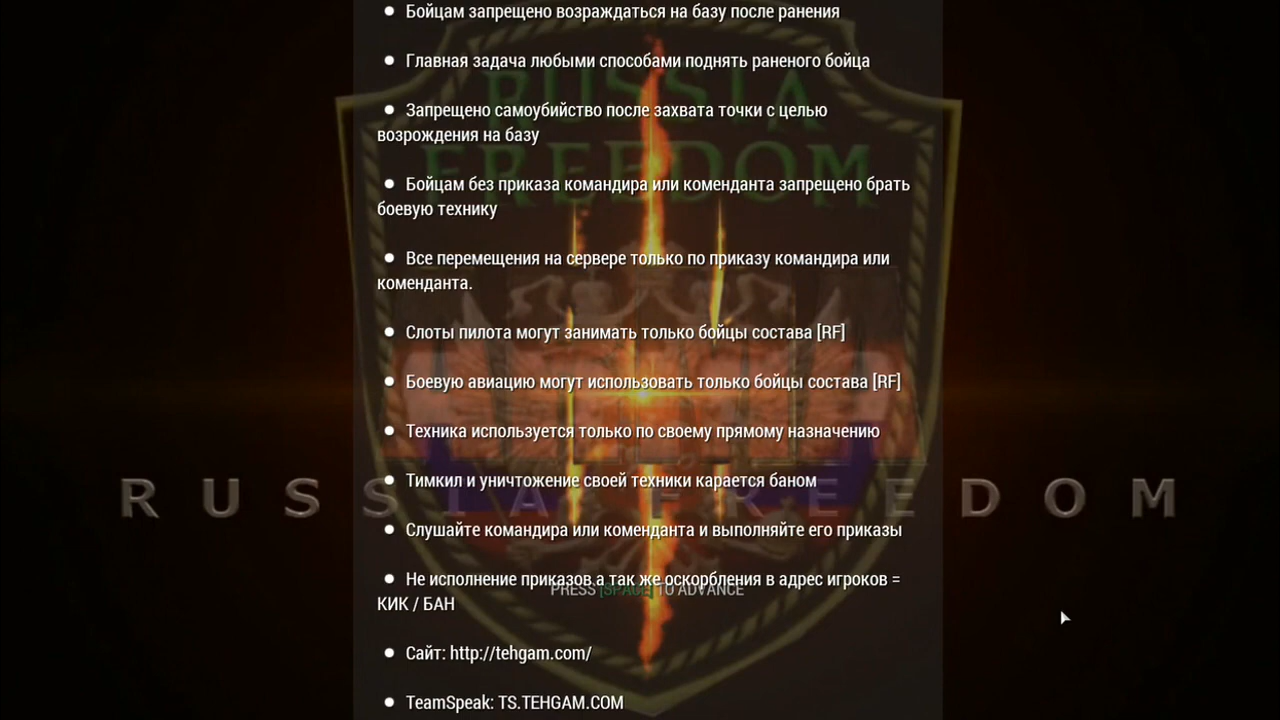 ● Бойцам запрещено возраждаться на базу после ранения
● Главная задача любыми способами поднять раненого бойца
RUSSIA
● Запрещено самоубийство после захвата точки с целью
возрождения на базу
FREEDOM
● Бойцам без приказа командира или коменданта запрещено брать
боевую технику
● Все перемещения на сервере только по приказу командира или
коменданта.
● Слоты пилота могут занимать только бойцы состава [RF]
● Боевую авиацию могут использовать только бойцы состава [RF]
● Техника используется только по своему прямому назначению
● Тимкил и уничтожение своей техники карается баном
RUSSIA FREEDOM
● Слушайте командира или коменданта и выполняйте его приказы
● Не исполнение приказов а так же оскорбления в адрес игроков =
PRESS [SPACE] TO ADVANCE
КИК / БАН
● Сайт: http://tehgam.com/
● TeamSpeak: TS.TEHGAM.COM